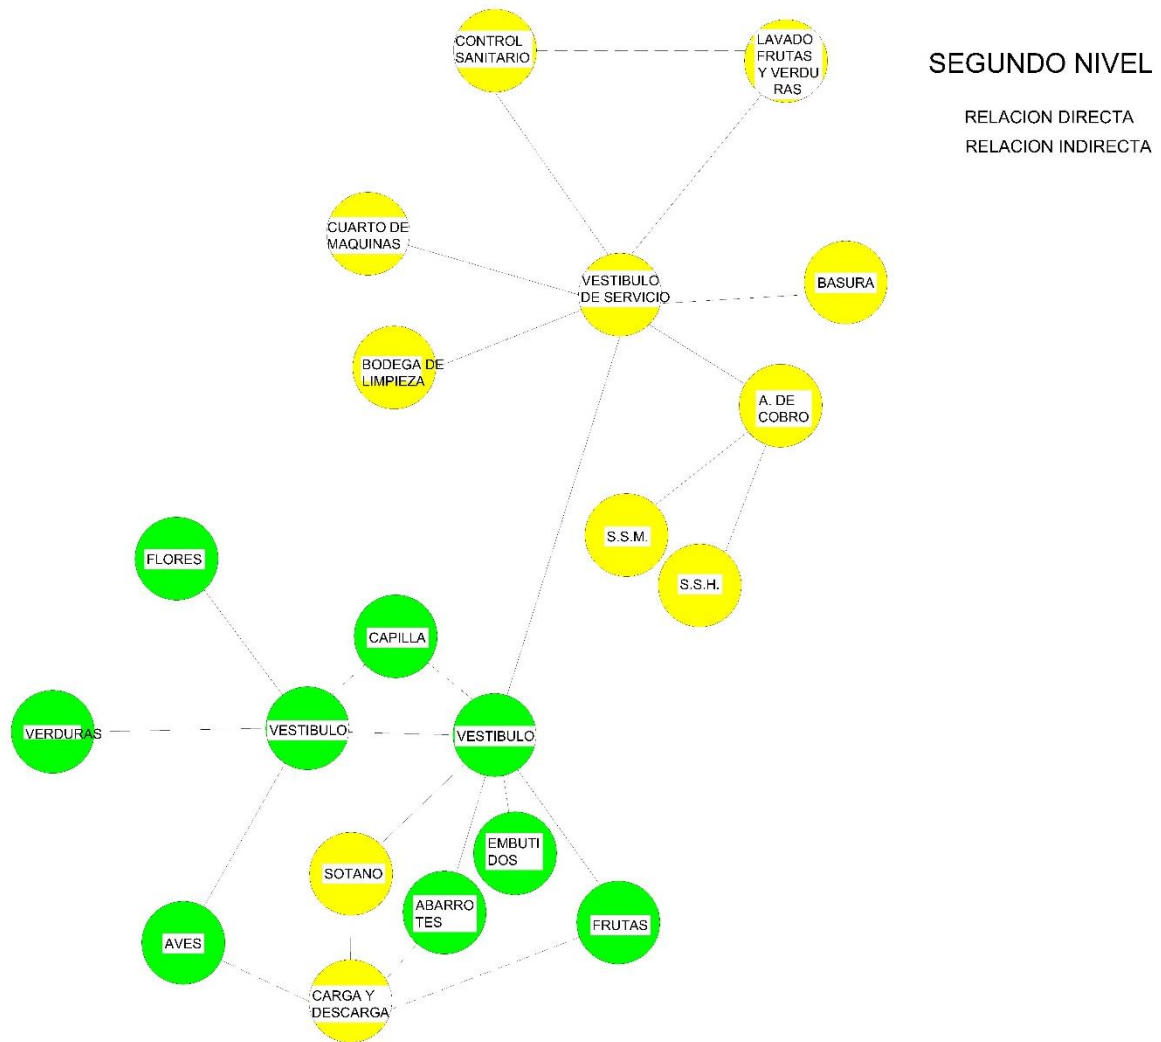 CONTROL
SANITARIO
LAVADO
FRUTAS
Y VERDU
RAS
SEGUNDO NIVEL
RELACION DIRECTA
RELACION INDIRECTA
CUARTO DE
MAQUINAS
VESTIBULO
DE SERVICIO
BASURA
BODEGA DE
LIMPIEZA
A. DE
COBRO
S.S.M.
S.S.H.
FLORES
CAPILLA
VERDURAS
VESTIBULO
VESTIBULO
SOTANO
EMBUTI
DOS
ABARRO
TES
FRUTAS
AVES
CARGA Y
DESCARGA